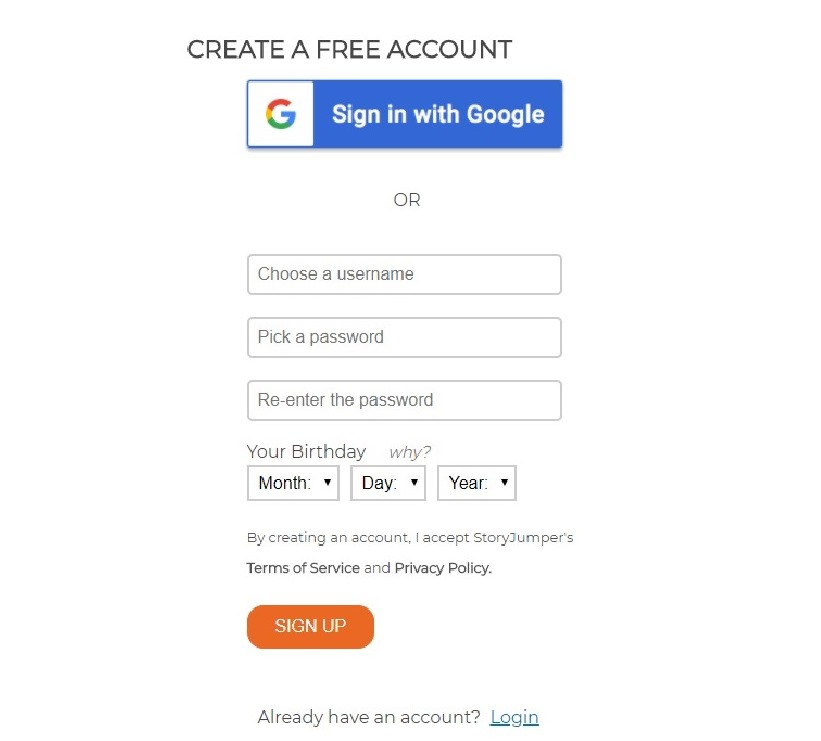 CREATE A FREE ACCOUNT
G Sign in with Google
OR
Choose a username
Pick a password
Re-enter the password
Your Birthday why?
Month: Day: Year:
By creating an account, I accept StoryJumper's
Terms of Service and Privacy Policy.
SIGN UP
Already have an account? Login